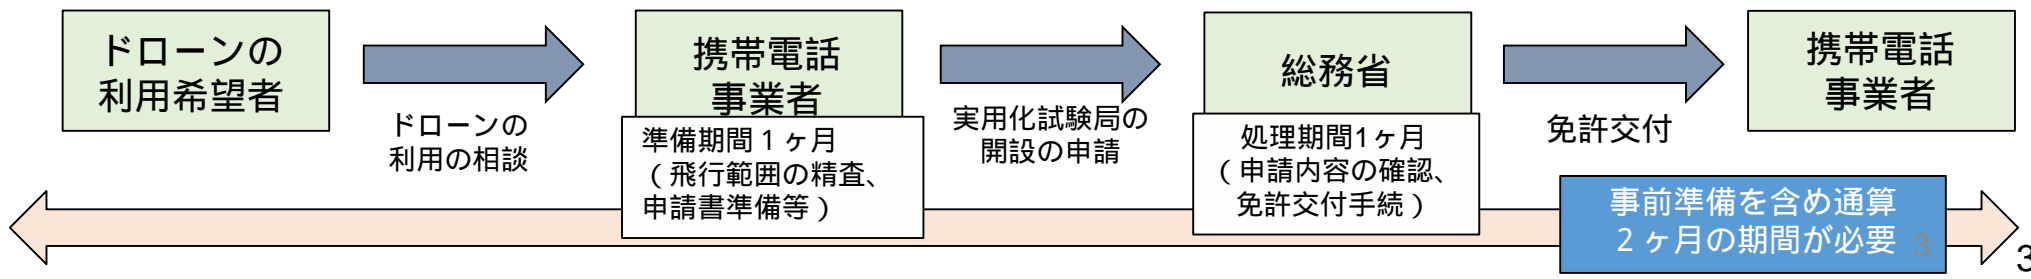 ドローンの
利用希望者
ドローンの
利用の相談
携帯電話
事業者
準備期間１ヶ月
（飛行範囲の精査、
申請書準備等）
実用化試験局の
開設の申請
総務省
処理期間1ヶ月
（申請内容の確認、
免許交付手続）
免許交付
携帯電話
事業者
事前準備を含め通算
２ヶ月の期間が必要
3
3